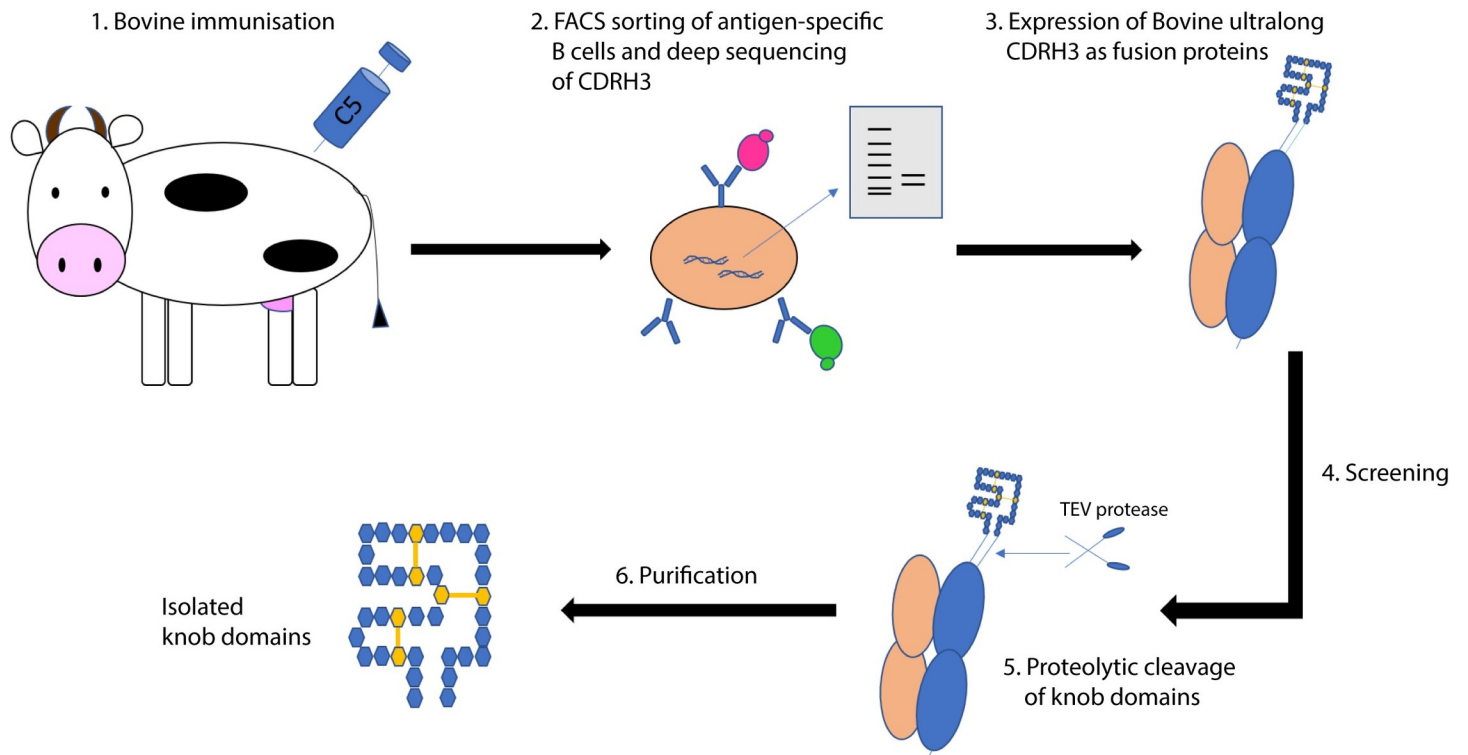 1. Bovine immunisation
2. FACS sorting of antigen-specific
B cells and deep sequencing
of CDRH3
3. Expression of Bovine ultralong
CDRH3 as fusion proteins
C5
4. Screening
TEV protease
5. Proteolytic cleavage
of knob domains
6. Purification
Isolated
knob domains